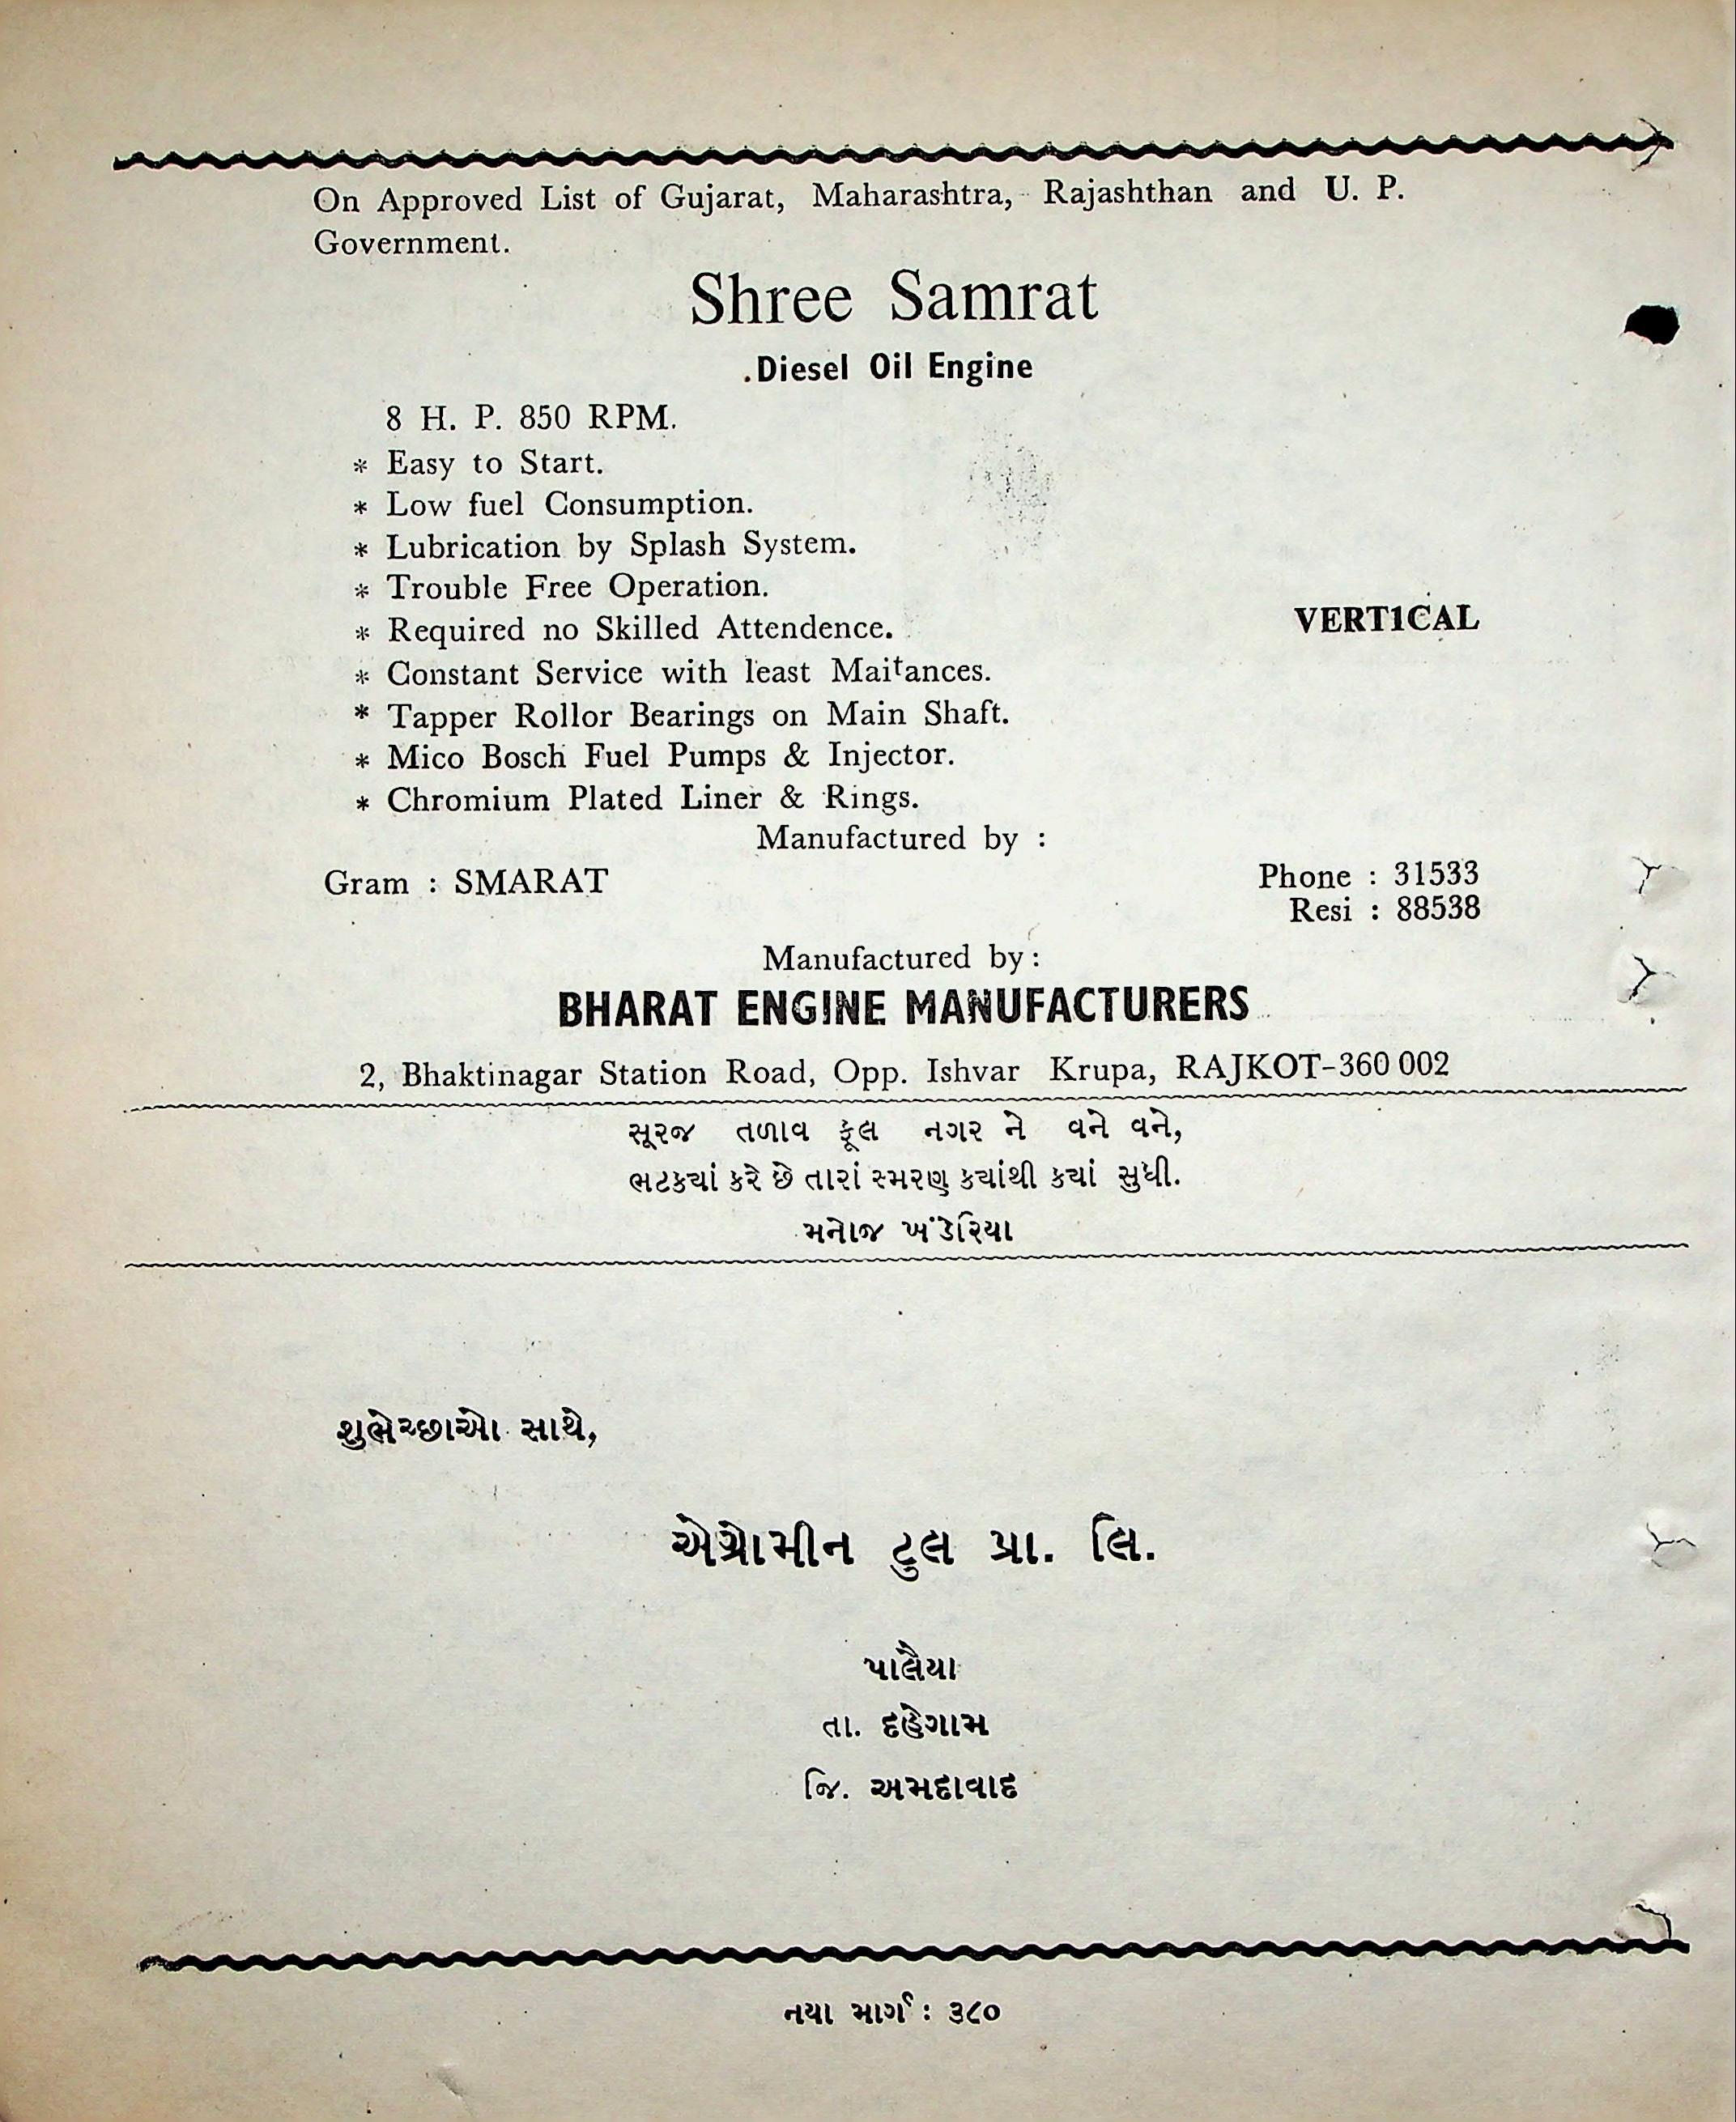 On Approved List of Gujarat, Maharashtra, Rajashthan and U. P.
Government.
Shree Samrat
.Diesel Oil Engine
8 H. P. 850 RPM.
* Easy to Start.
* Low fuel Consumption.
* Lubrication by Splash System.
* Trouble Free Operation.
* Required no Skilled Attendence.
VERT1CAL
* Constant Service with least Maitances.
* Tapper Rollor Bearings on Main Shaft.
* Mico Bosch Fuel Pumps & Injector.
* Chromium Plated Liner & Rings.
Manufactured by :
Gram : SMARAT
Phone : 31533
Resi : 88538
Manufactured by :
BHARAT ENGINE MANUFACTURERS
2, Bhaktinagar Station Road, Opp. Ishvar Krupa, RAJKOT-360 002
સૂરજ તળાવ ફૂલ નગર ને વને વને,
ભટક્યાં કરે છે તારાં સ્મરણ ક્યાંથી ક્યાં સુધી.
મનોજ ખંડેરિયા
શુભેચ્છાઓ સાથે,
એગ્રોમીન ટુલ પ્રા. લિ.
પાલૈયા
તા. દહેગામ
જિ. અમદાવાદ
નયા માર્ગ : ૩૮૦